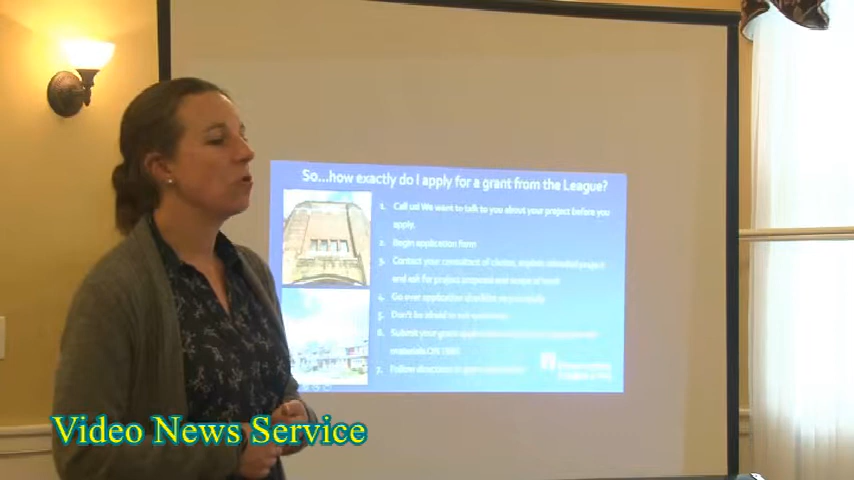 So...how exactly do I apply for a grant from the League?
1. Call us! We want to talk to you about your project before you
apply.
2. Begin application form
3. Contact your consultant of choice, explain intended project
and ask for project proposal and scope of work
4. Go over application checklist
5. Don't be afraid to ask questions
6. Submit your grant application
materials ON TIME!
7. Follow directions
Video News Service